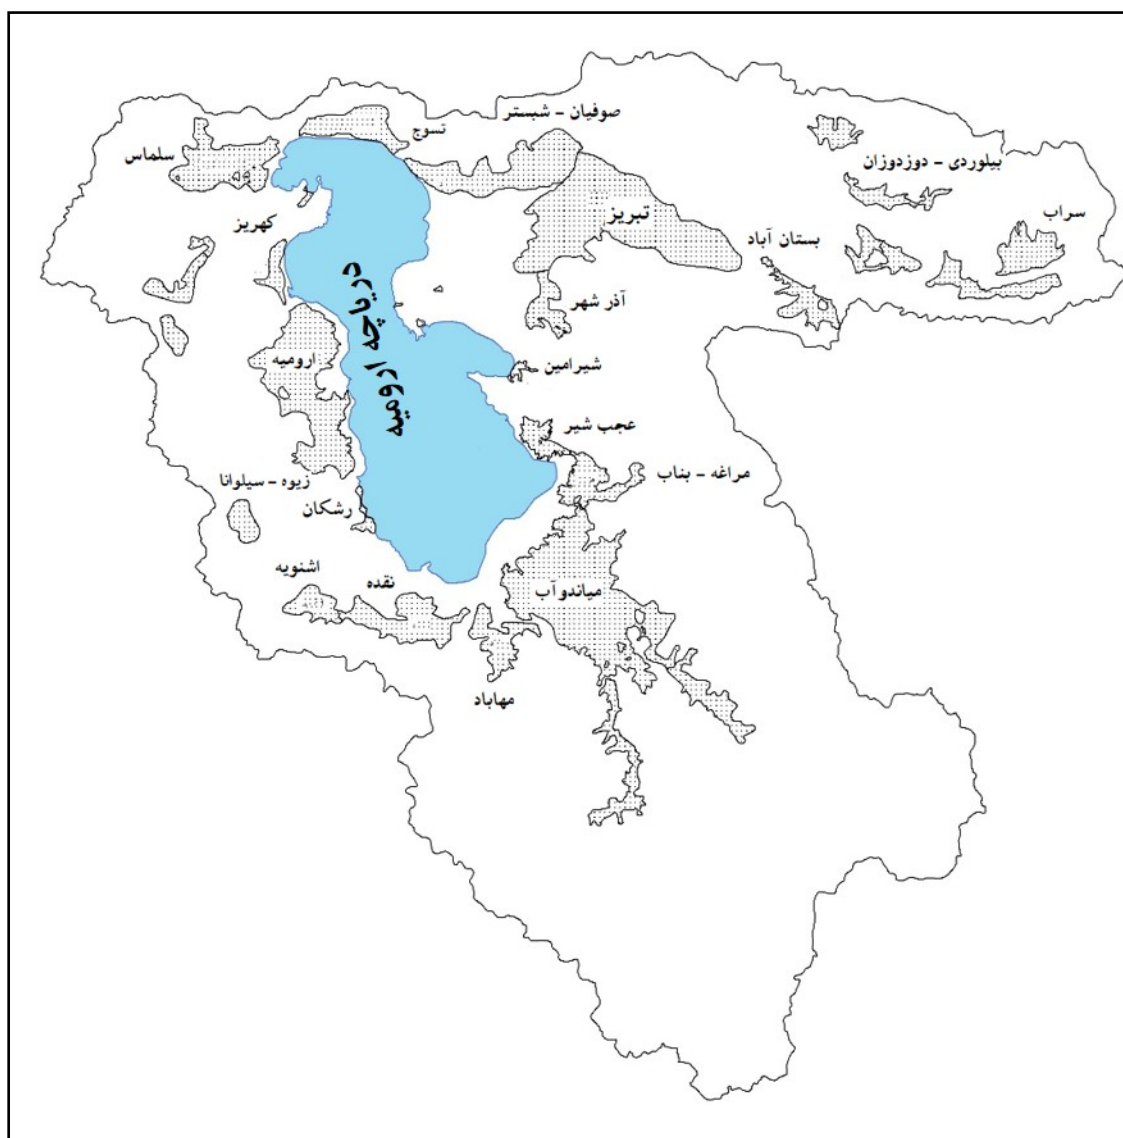 صوفیان - شبستر
تسوج
سلماس
بیلوردی - دوزدوزان
سراب
تبریز
کهریز
بستان آباد
آذر شهر
دریاچه ارومیه
ارومیه
شیرامین
عجب شیر
مراغه - بناب
زیوه - سیلوانا
رشکان
اشنویه
نقده
میاندوآب
مهاباد